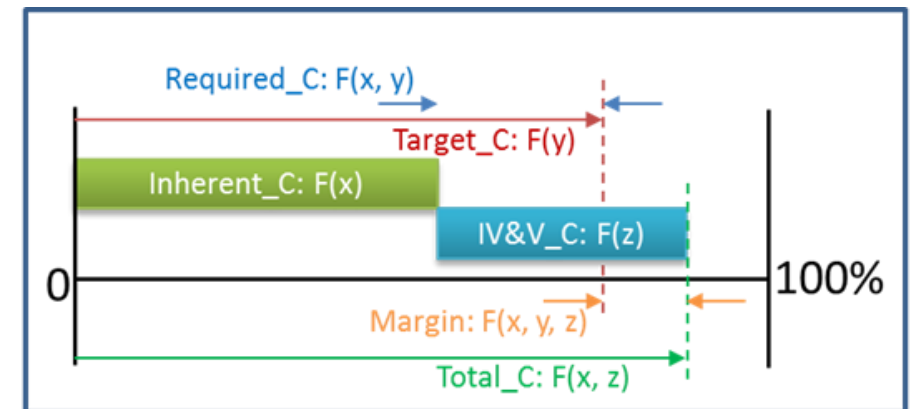 Required_C: F(x, y)
Target_C: F(y)
Inherent_C: F(x)
IV&V_C: F(z)
0
100%
Margin: F(x, y, z)
Total_C: F(x, z)